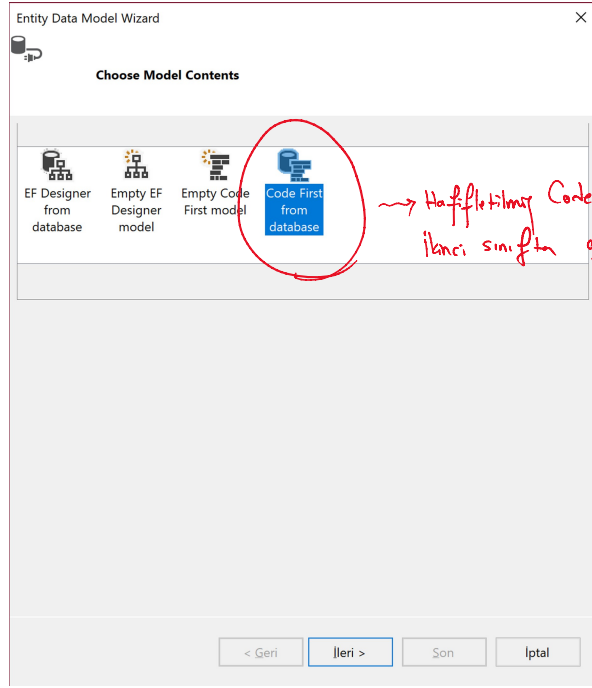 Entity Data Model Wizard
Choose Model Contents
EF Designer
from
database
Empty EF
Designer
model
Empty Code
First model
Code First
from
database
Hafifletilmiş Code
İkinci sınıftan
< Geri
İleri >
Son
İptal